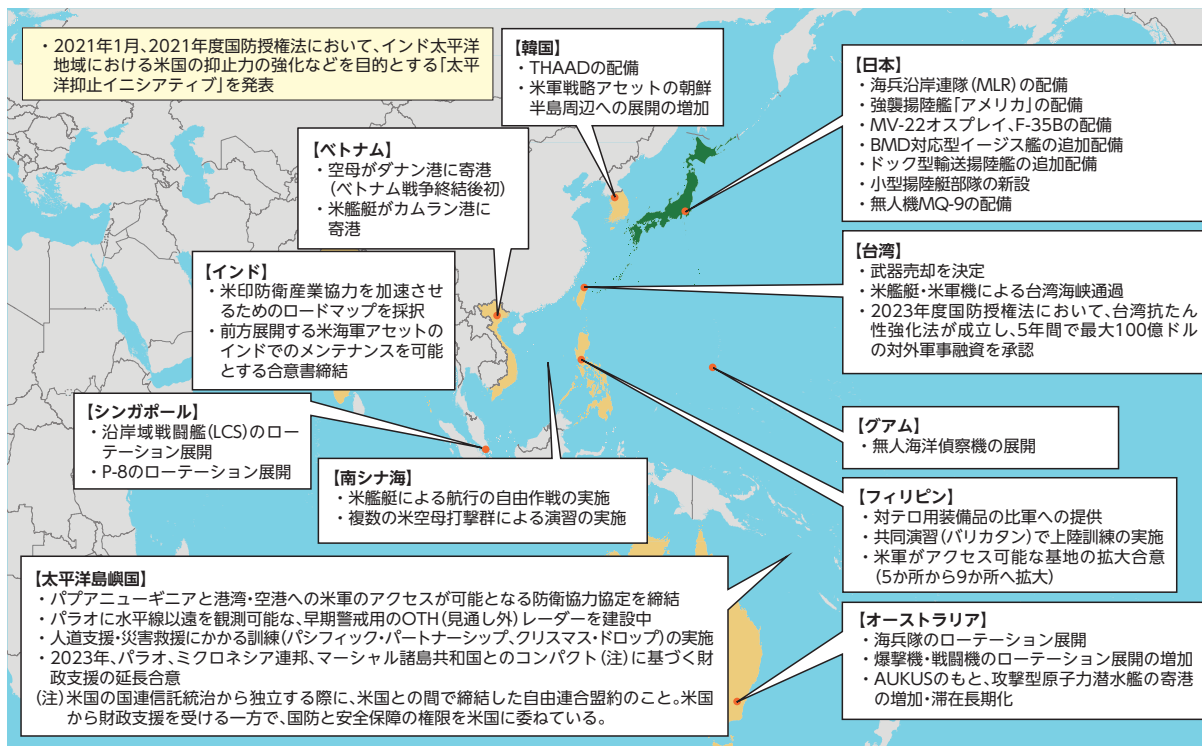 ・2021年1月、2021年度国防授権法において、インド太平洋
地域における米国の抑止力の強化などを目的とする「太平
洋抑止イニシアティブ」を発表
【韓国】
・THAADの配備
・米軍戦略アセットの朝鮮
半島周辺への展開の増加
【日本】
・海兵沿岸連隊(MLR)の配備
・強襲揚陸艦「アメリカ」の配備
・MV-22オスプレイ、F-35Bの配備
・BMD対応型イージス艦の追加配備
・ドック型輸送揚陸艦の追加配備
・小型揚陸艇部隊の新設
・無人機MQ-9の配備
【ベトナム】
・空母がダナン港に寄港
(ベトナム戦争終結後初)
・米艦艇がカムラン港に
寄港
【インド】
・米印防衛産業協力を加速させ
るためのロードマップを採択
・前方展開する米海軍アセットの
インドでのメンテナンスを可能
とする合意書締結
【台湾】
・武器売却を決定
・米艦艇・米軍機による台湾海峡通過
・2023年度国防授権法において、台湾抗たん
性強化法が成立し、5年間で最大100億ドル
の対外軍事融資を承認
【シンガポール】
・沿岸域戦闘艦(LCS)のロー
テーション展開
・P-8のローテーション展開
【グアム】
・無人海洋偵察機の展開
【南シナ海】
・米艦艇による航行の自由作戦の実施
・複数の米空母打撃群による演習の実施
【フィリピン】
・対テロ用装備品の比軍への提供
・共同演習(バリカタン)で上陸訓練の実施
・米軍がアクセス可能な基地の拡大合意
(5か所から9か所へ拡大)
【太平洋島嶼国】
・パプアニューギニアと港湾・空港への米軍のアクセスが可能となる防衛協力協定を締結
・パラオに水平線以遠を観測可能な、早期警戒用のOTH(見通し外)レーダーを建設中
・人道支援・災害救援にかかる訓練(パシフィック・パートナーシップ、クリスマス・ドロップ)の実施
・2023年、パラオ、ミクロネシア連邦、マーシャル諸島共和国とのコンパクト(注)に基づく財
政支援の延長合意
(注)米国の国連信託統治から独立する際に、米国との間で締結した自由連合盟約のこと。米国
から財政支援を受ける一方で、国防と安全保障の権限を米国に委ねている。
【オーストラリア】
・海兵隊のローテーション展開
・爆撃機・戦闘機のローテーション展開の増加
・AUKUSのもと、攻撃型原子力潜水艦の寄港
の増加・滞在長期化